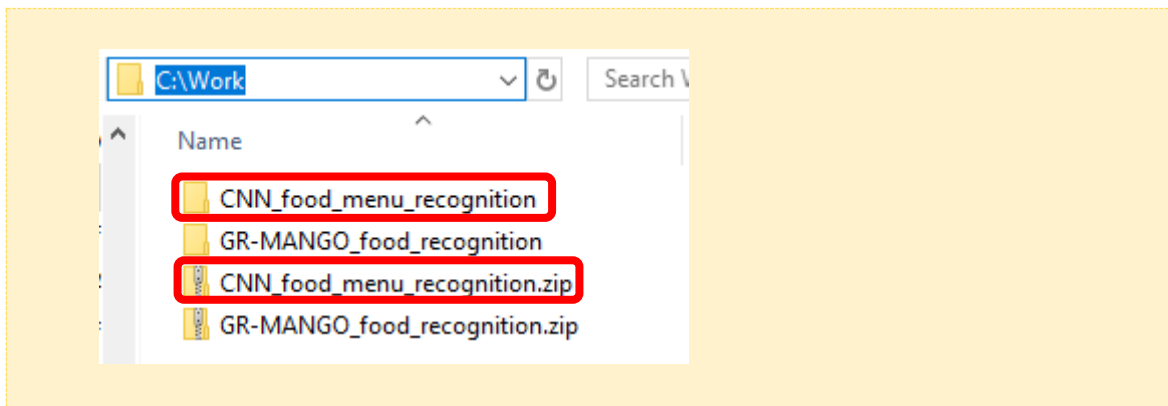 C:\Work
Search
Name
CNN_food_menu_recognition
GR-MANGO_food_recognition
CNN_food_menu_recognition.zip
GR-MANGO_food_recognition.zip